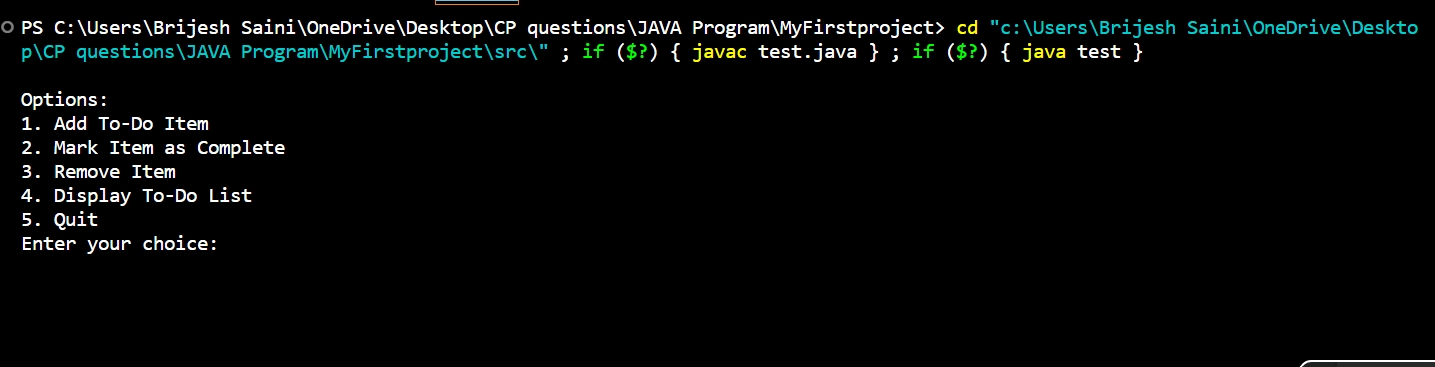 PS C:\Users\Brijesh Saini\OneDrive\Desktop\CP questions\JAVA Program\MyFirstproject> cd "c:\Users\Brijesh Saini\OneDrive\Deskto
p\CP questions\JAVA Program\MyFirstproject\src\" ; if ($?) { javac test.java } ; if ($?) { java test }
Options:
1. Add To-Do Item
2. Mark Item as Complete
3. Remove Item
4. Display To-Do List
5. Quit
Enter your choice: